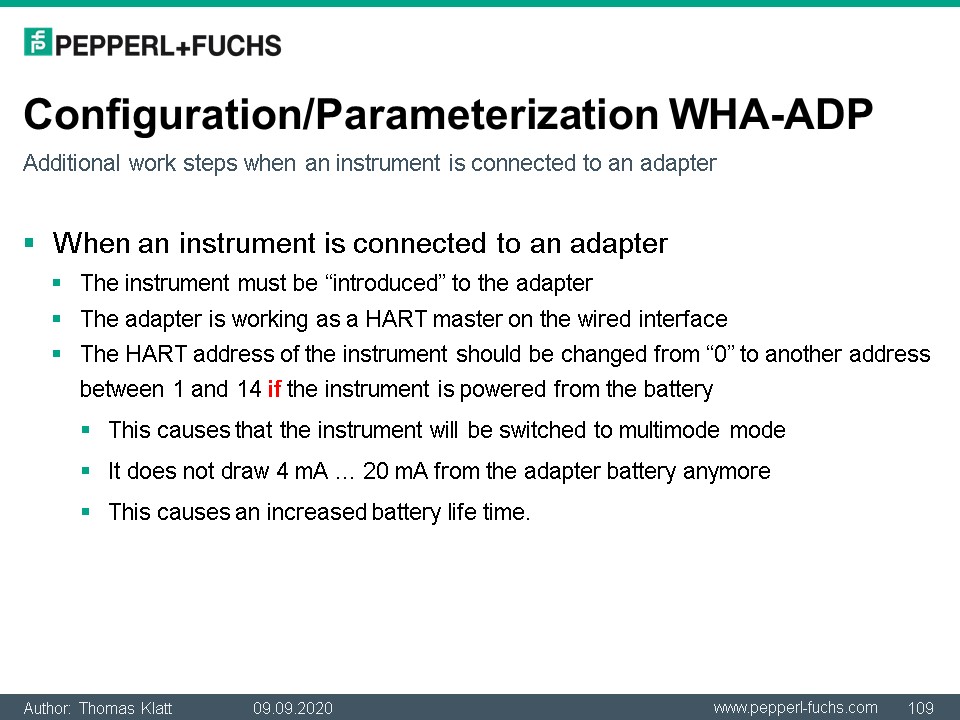 PEPPERL+FUCHS
Configuration/Parameterization WHA-ADP
Additional work steps when an instrument is connected to an adapter
When an instrument is connected to an adapter
The instrument must be “introduced” to the adapter
The adapter is working as a HART master on the wired interface
The HART address of the instrument should be changed from “0” to another address
between 1 and 14 if the instrument is powered from the battery
This causes that the instrument will be switched to multimode mode
It does not draw 4 mA … 20 mA from the adapter battery anymore
This causes an increased battery life time.
Author: Thomas Klatt 09.09.2020 www.pepperl-fuchs.com 109